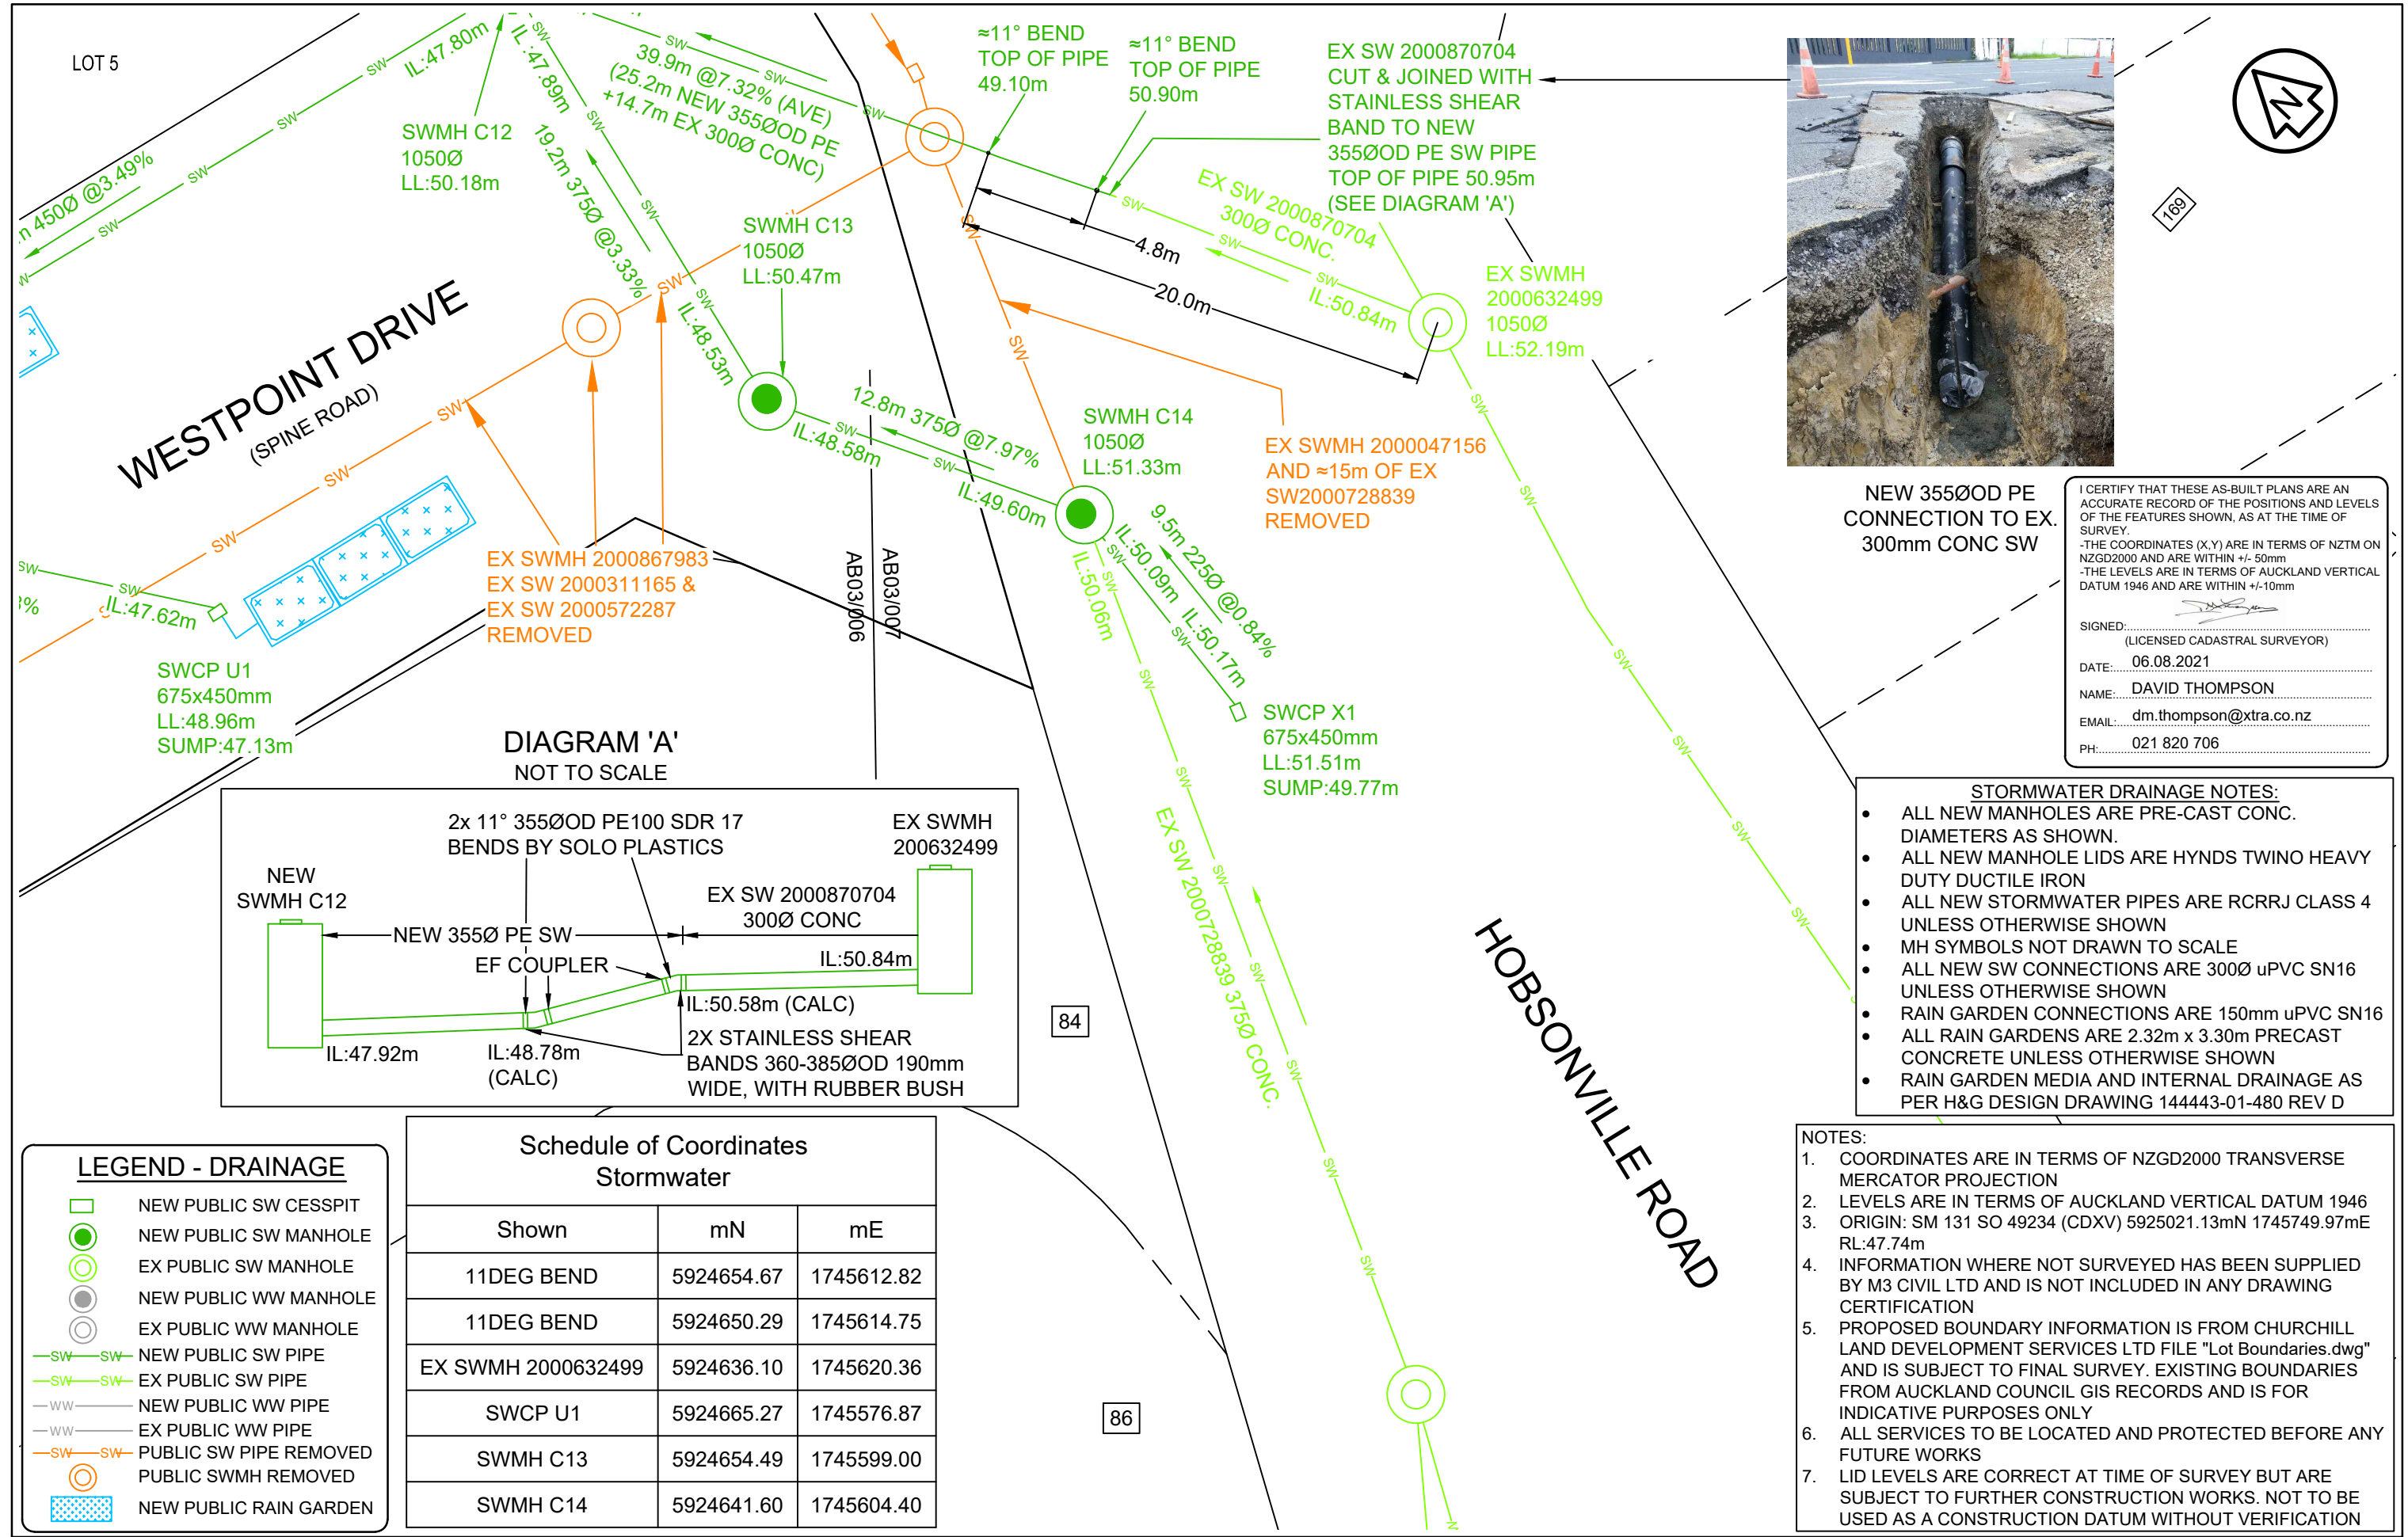 LOT 5
IL:47.80m
IL:47.89m
SWMH C12
1050Ø
LL:50.18m
39.9m @7.32% (AVE)
(25.2m NEW 355ØOD PE
+14.7m EX 300Ø CONC)
≈11° BEND
TOP OF PIPE
49.10m
≈11° BEND
TOP OF PIPE
50.90m
EX SW 2000870704
CUT & JOINED WITH
STAINLESS SHEAR
BAND TO NEW
355ØOD PE SW PIPE
TOP OF PIPE 50.95m
(SEE DIAGRAM 'A')
N
169
n 450Ø @3.49%
19.2m 375Ø @3.33%
SWMH C13
1050Ø
LL:50.47m
EX SW 2000870704
300Ø CONC.
4.8m
20.0m
IL:50.84m
EX SWMH
2000632499
1050Ø
LL:52.19m
WESTPOINT DRIVE
(SPINE ROAD)
IL:48.53m
12.8m 375Ø @7.97%
IL:48.58m
IL:49.60m
SWMH C14
1050Ø
LL:51.33m
EX SWMH 2000047156
AND ≈15m OF EX
SW2000728839
REMOVED
9.5m 225Ø @0.84%
IL:50.09m
IL:50.17m
IL:50.06m
AB03/006
AB03/007
EX SWMH 2000867983
EX SW 2000311165 &
EX SW 2000572287
REMOVED
IL:47.62m
SWCP U1
675x450mm
LL:48.96m
SUMP:47.13m
SWCP X1
675x450mm
LL:51.51m
SUMP:49.77m
EX SW 2000728839 375Ø CONC.
HOBSONVILLE ROAD
84
86
NEW 355ØOD PE
CONNECTION TO EX.
300mm CONC SW
I CERTIFY THAT THESE AS-BUILT PLANS ARE AN
ACCURATE RECORD OF THE POSITIONS AND LEVELS
OF THE FEATURES SHOWN, AS AT THE TIME OF
SURVEY.
-THE COORDINATES (X,Y) ARE IN TERMS OF NZTM ON
NZGD2000 AND ARE WITHIN +/- 50mm
-THE LEVELS ARE IN TERMS OF AUCKLAND VERTICAL
DATUM 1946 AND ARE WITHIN +/-10mm
SIGNED:
(LICENSED CADASTRAL SURVEYOR)
DATE: 06.08.2021
NAME: DAVID THOMPSON
EMAIL: dm.thompson@xtra.co.nz
PH: 021 820 706
DIAGRAM 'A'
NOT TO SCALE
2x 11° 355ØOD PE100 SDR 17
BENDS BY SOLO PLASTICS
EX SWMH
200632499
NEW
SWMH C12
EX SW 2000870704
300Ø CONC
NEW 355Ø PE SW
EF COUPLER
IL:50.84m
IL:50.58m (CALC)
IL:47.92m
IL:48.78m
(CALC)
2X STAINLESS SHEAR
BANDS 360-385ØOD 190mm
WIDE, WITH RUBBER BUSH
STORMWATER DRAINAGE NOTES:
• ALL NEW MANHOLES ARE PRE-CAST CONC.
DIAMETERS AS SHOWN.
• ALL NEW MANHOLE LIDS ARE HYNDS TWINO HEAVY
DUTY DUCTILE IRON
• ALL NEW STORMWATER PIPES ARE RCRRJ CLASS 4
UNLESS OTHERWISE SHOWN
• MH SYMBOLS NOT DRAWN TO SCALE
• ALL NEW SW CONNECTIONS ARE 300Ø uPVC SN16
UNLESS OTHERWISE SHOWN
• RAIN GARDEN CONNECTIONS ARE 150mm uPVC SN16
• ALL RAIN GARDENS ARE 2.32m x 3.30m PRECAST
CONCRETE UNLESS OTHERWISE SHOWN
• RAIN GARDEN MEDIA AND INTERNAL DRAINAGE AS
PER H&G DESIGN DRAWING 144443-01-480 REV D
LEGEND - DRAINAGE
NEW PUBLIC SW CESSPIT
NEW PUBLIC SW MANHOLE
EX PUBLIC SW MANHOLE
NEW PUBLIC WW MANHOLE
EX PUBLIC WW MANHOLE
SW SW NEW PUBLIC SW PIPE
SW SW EX PUBLIC SW PIPE
WW NEW PUBLIC WW PIPE
WW EX PUBLIC WW PIPE
SW SW PUBLIC SW PIPE REMOVED
PUBLIC SWMH REMOVED
NEW PUBLIC RAIN GARDEN
Schedule of Coordinates
Stormwater
Shown mN mE
11DEG BEND 5924654.67 1745612.82
11DEG BEND 5924650.29 1745614.75
EX SWMH 2000632499 5924636.10 1745620.36
SWCP U1 5924665.27 1745576.87
SWMH C13 5924654.49 1745599.00
SWMH C14 5924641.60 1745604.40
NOTES:
1. COORDINATES ARE IN TERMS OF NZGD2000 TRANSVERSE
MERCATOR PROJECTION
2. LEVELS ARE IN TERMS OF AUCKLAND VERTICAL DATUM 1946
3. ORIGIN: SM 131 SO 49234 (CDXV) 5925021.13mN 1745749.97mE
RL:47.74m
4. INFORMATION WHERE NOT SURVEYED HAS BEEN SUPPLIED
BY M3 CIVIL LTD AND IS NOT INCLUDED IN ANY DRAWING
CERTIFICATION
5. PROPOSED BOUNDARY INFORMATION IS FROM CHURCHILL
LAND DEVELOPMENT SERVICES LTD FILE "Lot Boundaries.dwg"
AND IS SUBJECT TO FINAL SURVEY. EXISTING BOUNDARIES
FROM AUCKLAND COUNCIL GIS RECORDS AND IS FOR
INDICATIVE PURPOSES ONLY
6. ALL SERVICES TO BE LOCATED AND PROTECTED BEFORE ANY
FUTURE WORKS
7. LID LEVELS ARE CORRECT AT TIME OF SURVEY BUT ARE
SUBJECT TO FURTHER CONSTRUCTION WORKS. NOT TO BE
USED AS A CONSTRUCTION DATUM WITHOUT VERIFICATION